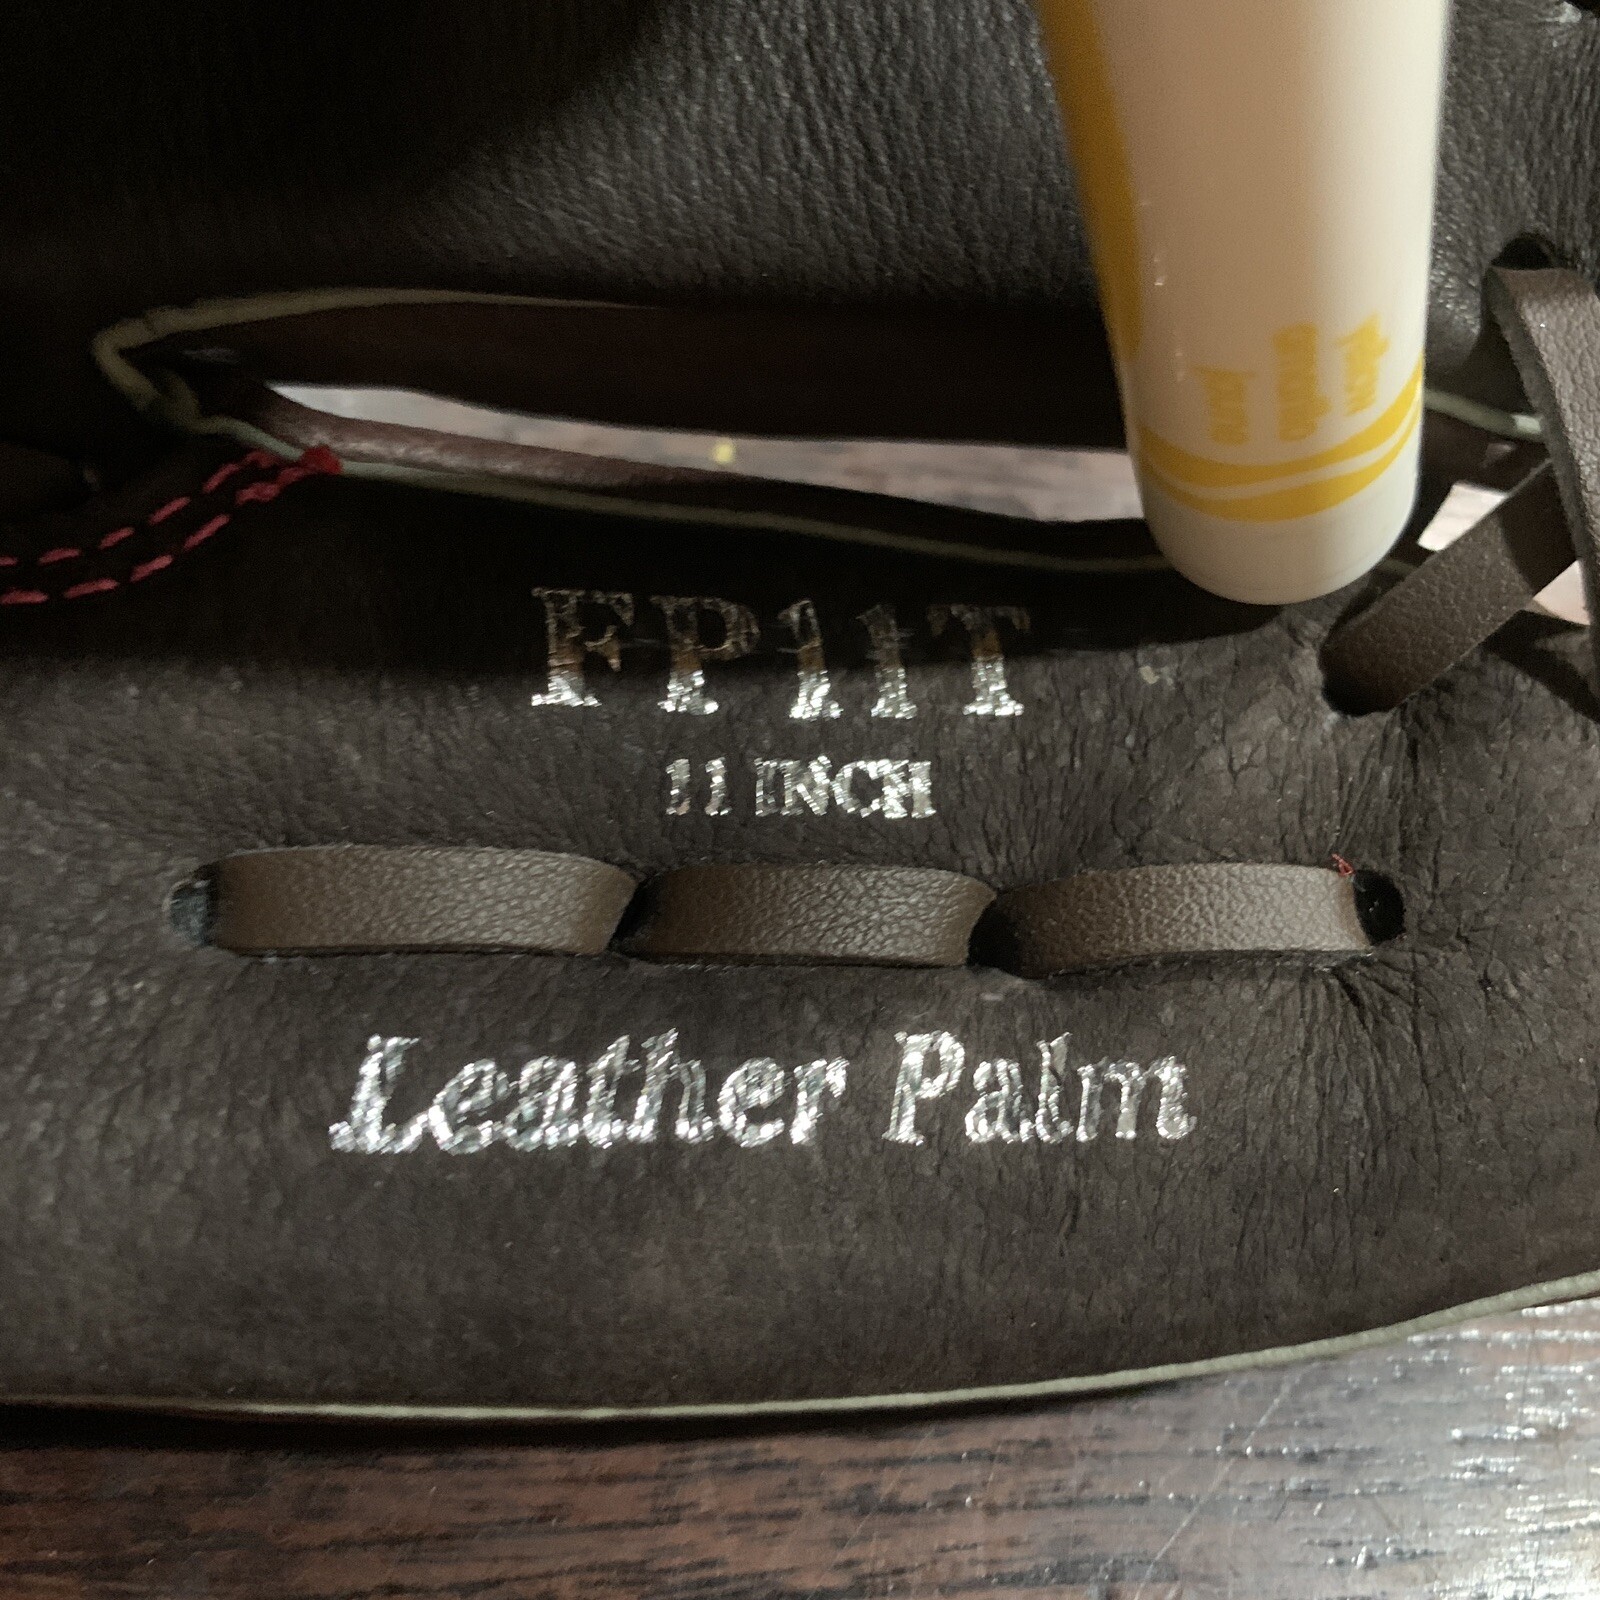 FP11T
11 INCH
Leather Palm